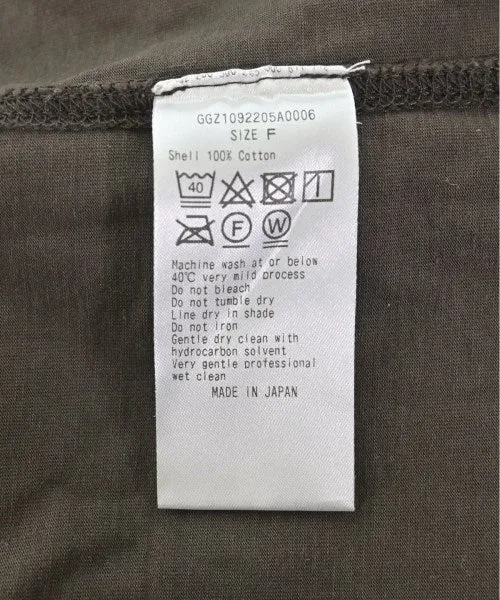 GGZ1092205A0006
SIZE F
Shell 100% Cotton
40
F W
Machine wash at or below
40℃ very mild process
Do not bleach
Do not tumble dry
Line dry in shade
Do not iron
Gentle dry clean with
hydrocarbon solvent
Very gentle professional
wet clean
MADE IN JAPAN